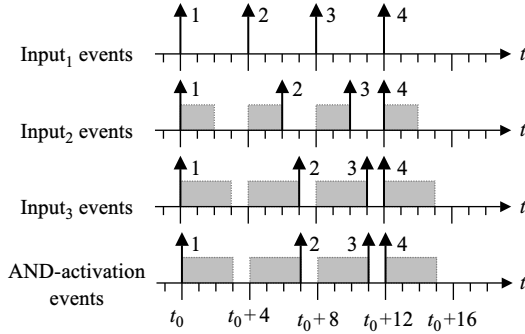 1 2 3 4
Input₁ events t
1 2 3 4
Input₂ events t
1 2 3 4
Input₃ events t
1 2 3 4
AND-activation events t
t₀ t₀+4 t₀+8 t₀+12 t₀+16